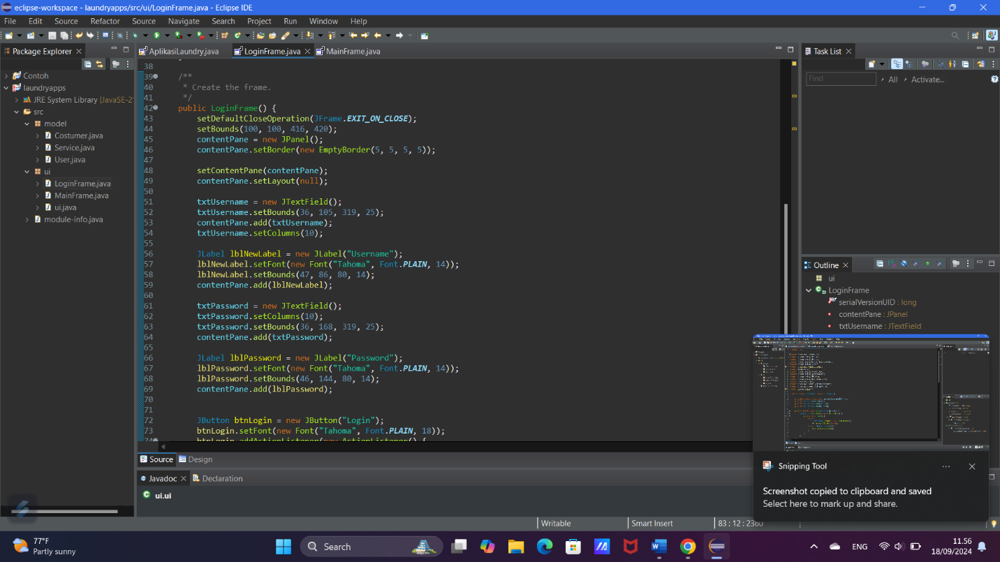 eclipse-workspace - laundryapps/src/ui/LoginFrame.java - Eclipse IDE
File Edit Source Refactor Source Navigate Search Project Run Window Help
Package Explorer
Contoh
laundryapps
JRE System Library [JavaSE-2
src
model
Costumer.java
Service.java
User.java
ui
LoginFrame.java
MainFrame.java
ui.java
module-info.java
AplikasiLaundry.java LoginFrame.java MainFrame.java
38
39 /**
40 * Create the frame.
41 */
42 public LoginFrame() {
43 setDefaultCloseOperation(JFrame.EXIT_ON_CLOSE);
44 setBounds(100, 100, 416, 420);
45 contentPane = new JPanel();
46 contentPane.setBorder(new EmptyBorder(5, 5, 5, 5));
47
48 setContentPane(contentPane);
49 contentPane.setLayout(null);
50
51 txtUsername = new JTextField();
52 txtUsername.setBounds(36, 105, 319, 25);
53 contentPane.add(txtUsername);
54 txtUsername.setColumns(10);
55
56 JLabel lblNewLabel = new JLabel("Username");
57 lblNewLabel.setFont(new Font("Tahoma", Font.PLAIN, 14));
58 lblNewLabel.setBounds(47, 86, 80, 14);
59 contentPane.add(lblNewLabel);
60
61 txtPassword = new JTextField();
62 txtPassword.setColumns(10);
63 txtPassword.setBounds(36, 168, 319, 25);
64 contentPane.add(txtPassword);
65
66 JLabel lblPassword = new JLabel("Password");
67 lblPassword.setFont(new Font("Tahoma", Font.PLAIN, 14));
68 lblPassword.setBounds(46, 144, 80, 14);
69 contentPane.add(lblPassword);
70
71
72 JButton btnLogin = new JButton("Login");
73 btnLogin.setFont(new Font("Tahoma", Font.PLAIN, 18));
74 btnLogin.addActionListener(new ActionListener() {
Source Design
Javadoc Declaration
ui.ui
Task List
Find All Activate...
Outline
ui
LoginFrame
serialVersionUID : long
contentPane : JPanel
txtUsername : JTextField
Snipping Tool
Screenshot copied to clipboard and saved
Select here to mark up and share.
Writable Smart Insert 83 : 12 : 2360
77°F
Partly sunny
Search
ENG
11.56
18/09/2024